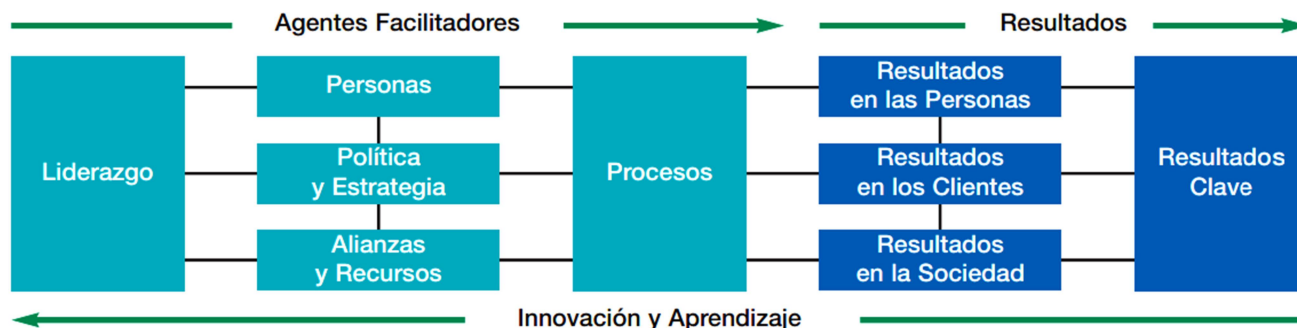 Agentes Facilitadores
Resultados
Liderazgo
Personas
Política
y Estrategia
Alianzas
y Recursos
Procesos
Resultados
en las Personas
Resultados
en los Clientes
Resultados
en la Sociedad
Resultados
Clave
Innovación y Aprendizaje